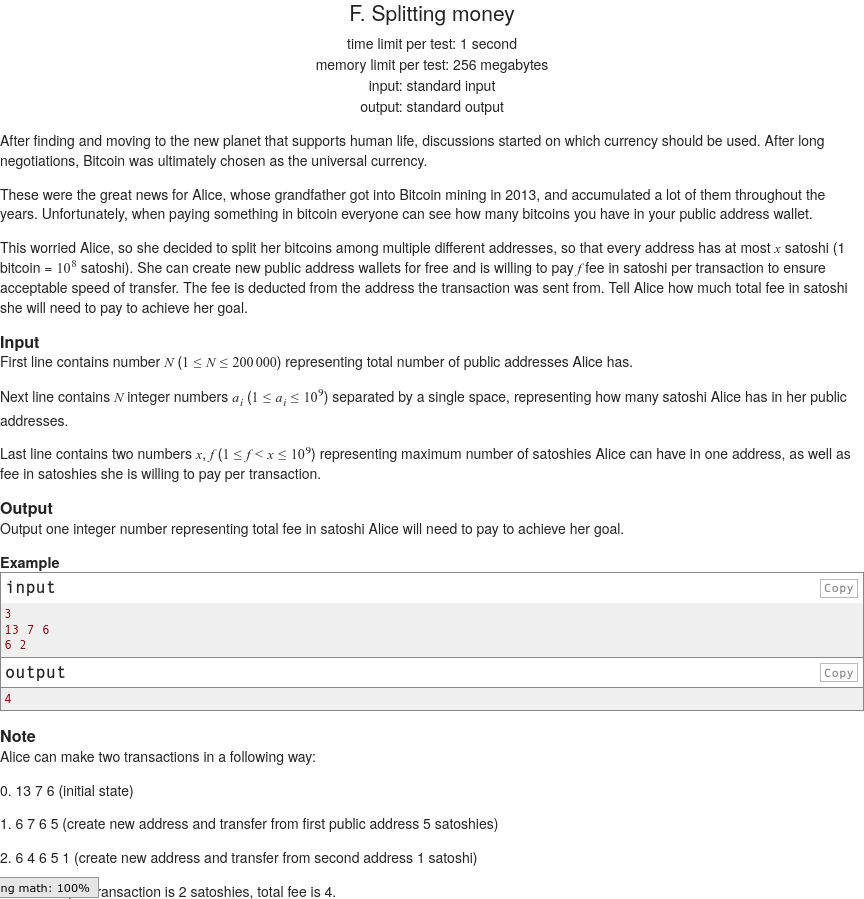 F. Splitting money
time limit per test: 1 second
memory limit per test: 256 megabytes
input: standard input
output: standard output
After finding and moving to the new planet that supports human life, discussions started on which currency should be used. After long
negotiations, Bitcoin was ultimately chosen as the universal currency.
These were the great news for Alice, whose grandfather got into Bitcoin mining in 2013, and accumulated a lot of them throughout the
years. Unfortunately, when paying something in bitcoin everyone can see how many bitcoins you have in your public address wallet.
This worried Alice, so she decided to split her bitcoins among multiple different addresses, so that every address has at most x satoshi (1
bitcoin = 10^8 satoshi). She can create new public address wallets for free and is willing to pay f fee in satoshi per transaction to ensure
acceptable speed of transfer. The fee is deducted from the address the transaction was sent from. Tell Alice how much total fee in satoshi
she will need to pay to achieve her goal.
Input
First line contains number N (1 ≤ N ≤ 200 000) representing total number of public addresses Alice has.
Next line contains N integer numbers a_i (1 ≤ a_i ≤ 10^9) separated by a single space, representing how many satoshi Alice has in her public
addresses.
Last line contains two numbers x, f (1 ≤ f < x ≤ 10^9) representing maximum number of satoshies Alice can have in one address, as well as
fee in satoshies she is willing to pay per transaction.
Output
Output one integer number representing total fee in satoshi Alice will need to pay to achieve her goal.
Example
input Copy
3
13 7 6
6 2
output Copy
4
Note
Alice can make two transactions in a following way:
0. 13 7 6 (initial state)
1. 6 7 6 5 (create new address and transfer from first public address 5 satoshies)
2. 6 4 6 5 1 (create new address and transfer from second address 1 satoshi)
ng math: 100% ransaction is 2 satoshies, total fee is 4.